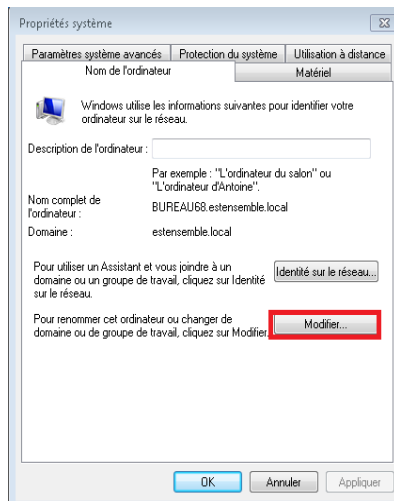 Propriétés système
Paramètres système avancés Protection du système Utilisation à distance
Nom de l'ordinateur Matériel
Windows utilise les informations suivantes pour identifier votre
ordinateur sur le réseau.
Description de l'ordinateur :
Par exemple : "L'ordinateur du salon" ou
"L'ordinateur d'Antoine".
Nom complet de
l'ordinateur :
BUREAU68.estensemble.local
Domaine : estensemble.local
Pour utiliser un Assistant et vous joindre à un
domaine ou un groupe de travail, cliquez sur Identité
sur le réseau.
Identité sur le réseau...
Pour renommer cet ordinateur ou changer de
domaine ou de groupe de travail, cliquez sur Modifier.
Modifier...
OK Annuler Appliquer